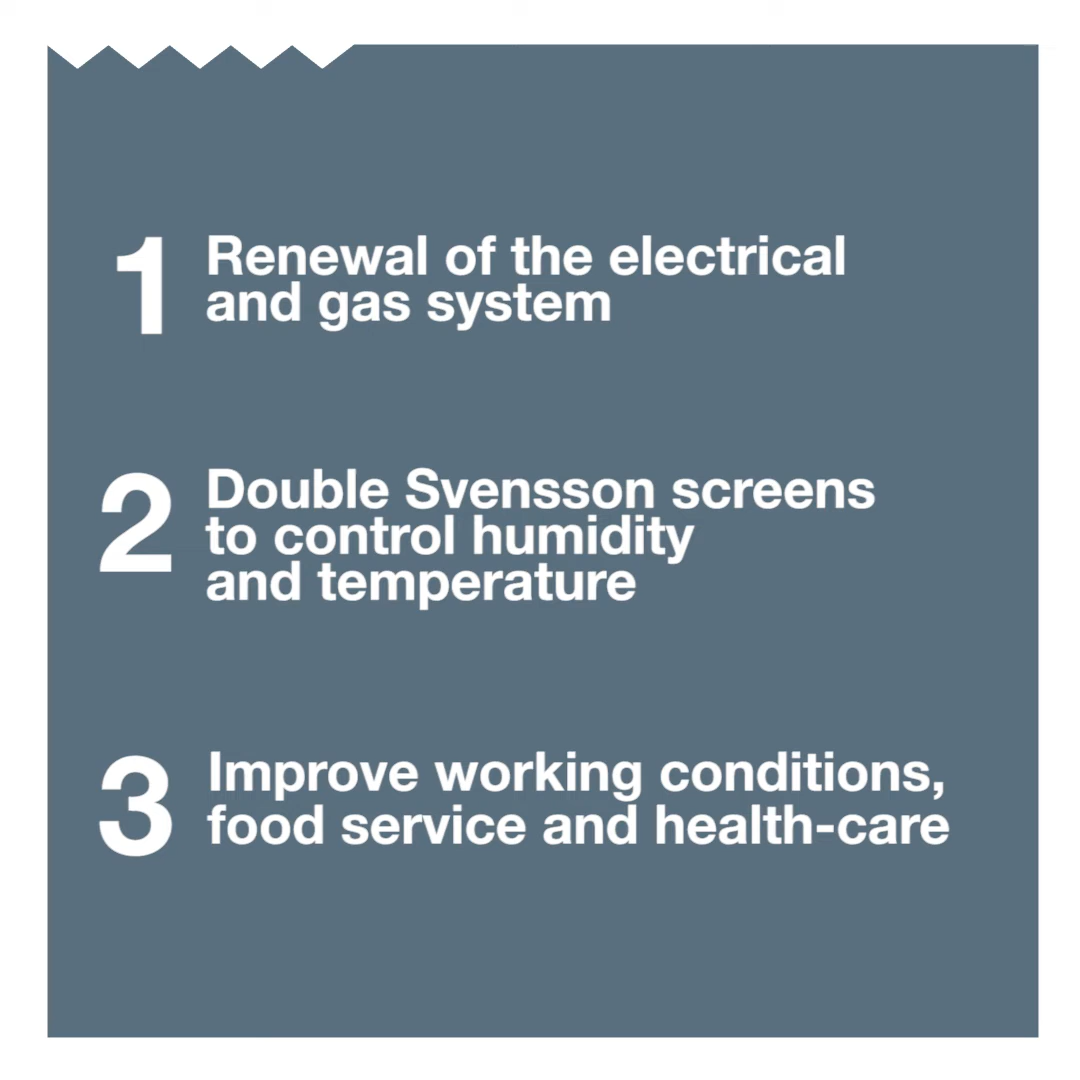 1 Renewal of the electrical
and gas system
2 Double Svensson screens
to control humidity
and temperature
3 Improve working conditions,
food service and health-care